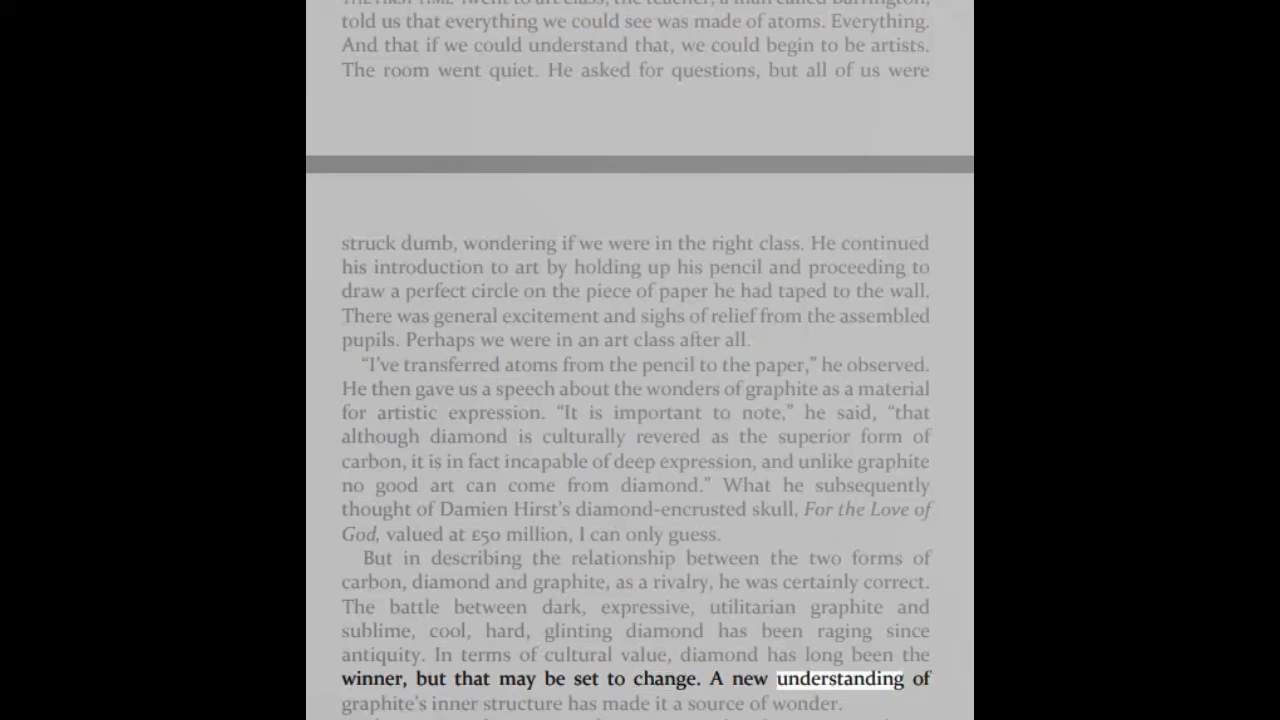 THE FIRST TIME I went to art class, the teacher, a man called Barrington,
told us that everything we could see was made of atoms. Everything.
And that if we could understand that, we could begin to be artists.
The room went quiet. He asked for questions, but all of us were
struck dumb, wondering if we were in the right class. He continued
his introduction to art by holding up his pencil and proceeding to
draw a perfect circle on the piece of paper he had taped to the wall.
There was general excitement and sighs of relief from the assembled
pupils. Perhaps we were in an art class after all.
“I’ve transferred atoms from the pencil to the paper,” he observed.
He then gave us a speech about the wonders of graphite as a material
for artistic expression. “It is important to note,” he said, “that
although diamond is culturally revered as the superior form of
carbon, it is in fact incapable of deep expression, and unlike graphite
no good art can come from diamond.” What he subsequently
thought of Damien Hirst’s diamond-encrusted skull, For the Love of
God, valued at £50 million, I can only guess.
But in describing the relationship between the two forms of
carbon, diamond and graphite, as a rivalry, he was certainly correct.
The battle between dark, expressive, utilitarian graphite and
sublime, cool, hard, glinting diamond has been raging since
antiquity. In terms of cultural value, diamond has long been the
winner, but that may be set to change. A new understanding of
graphite’s inner structure has made it a source of wonder.